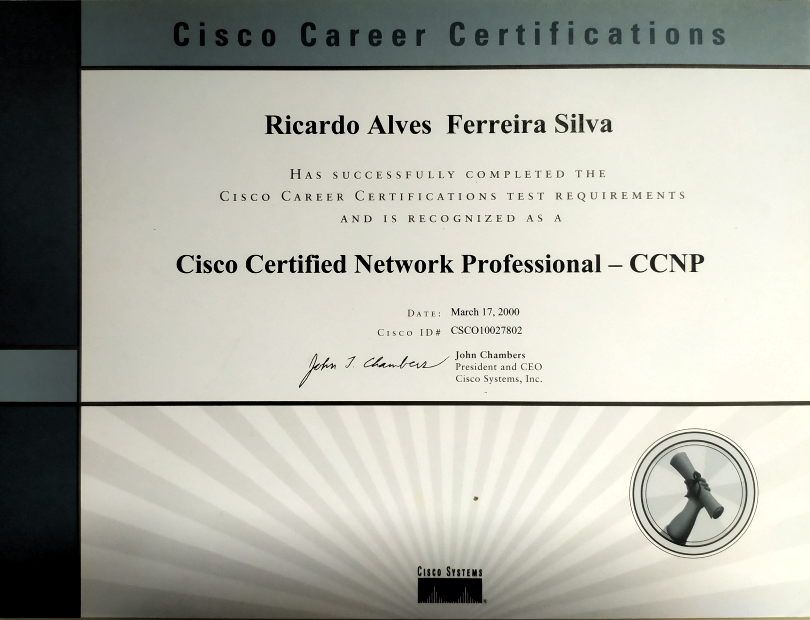 Cisco Career Certifications
Ricardo Alves Ferreira Silva
HAS SUCCESSFULLY COMPLETED THE
CISCO CAREER CERTIFICATIONS TEST REQUIREMENTS
AND IS RECOGNIZED AS A
Cisco Certified Network Professional – CCNP
DATE: March 17, 2000
CISCO ID# CSCO10027802
John T. Chambers
John Chambers
President and CEO
Cisco Systems, Inc.
CISCO SYSTEMS